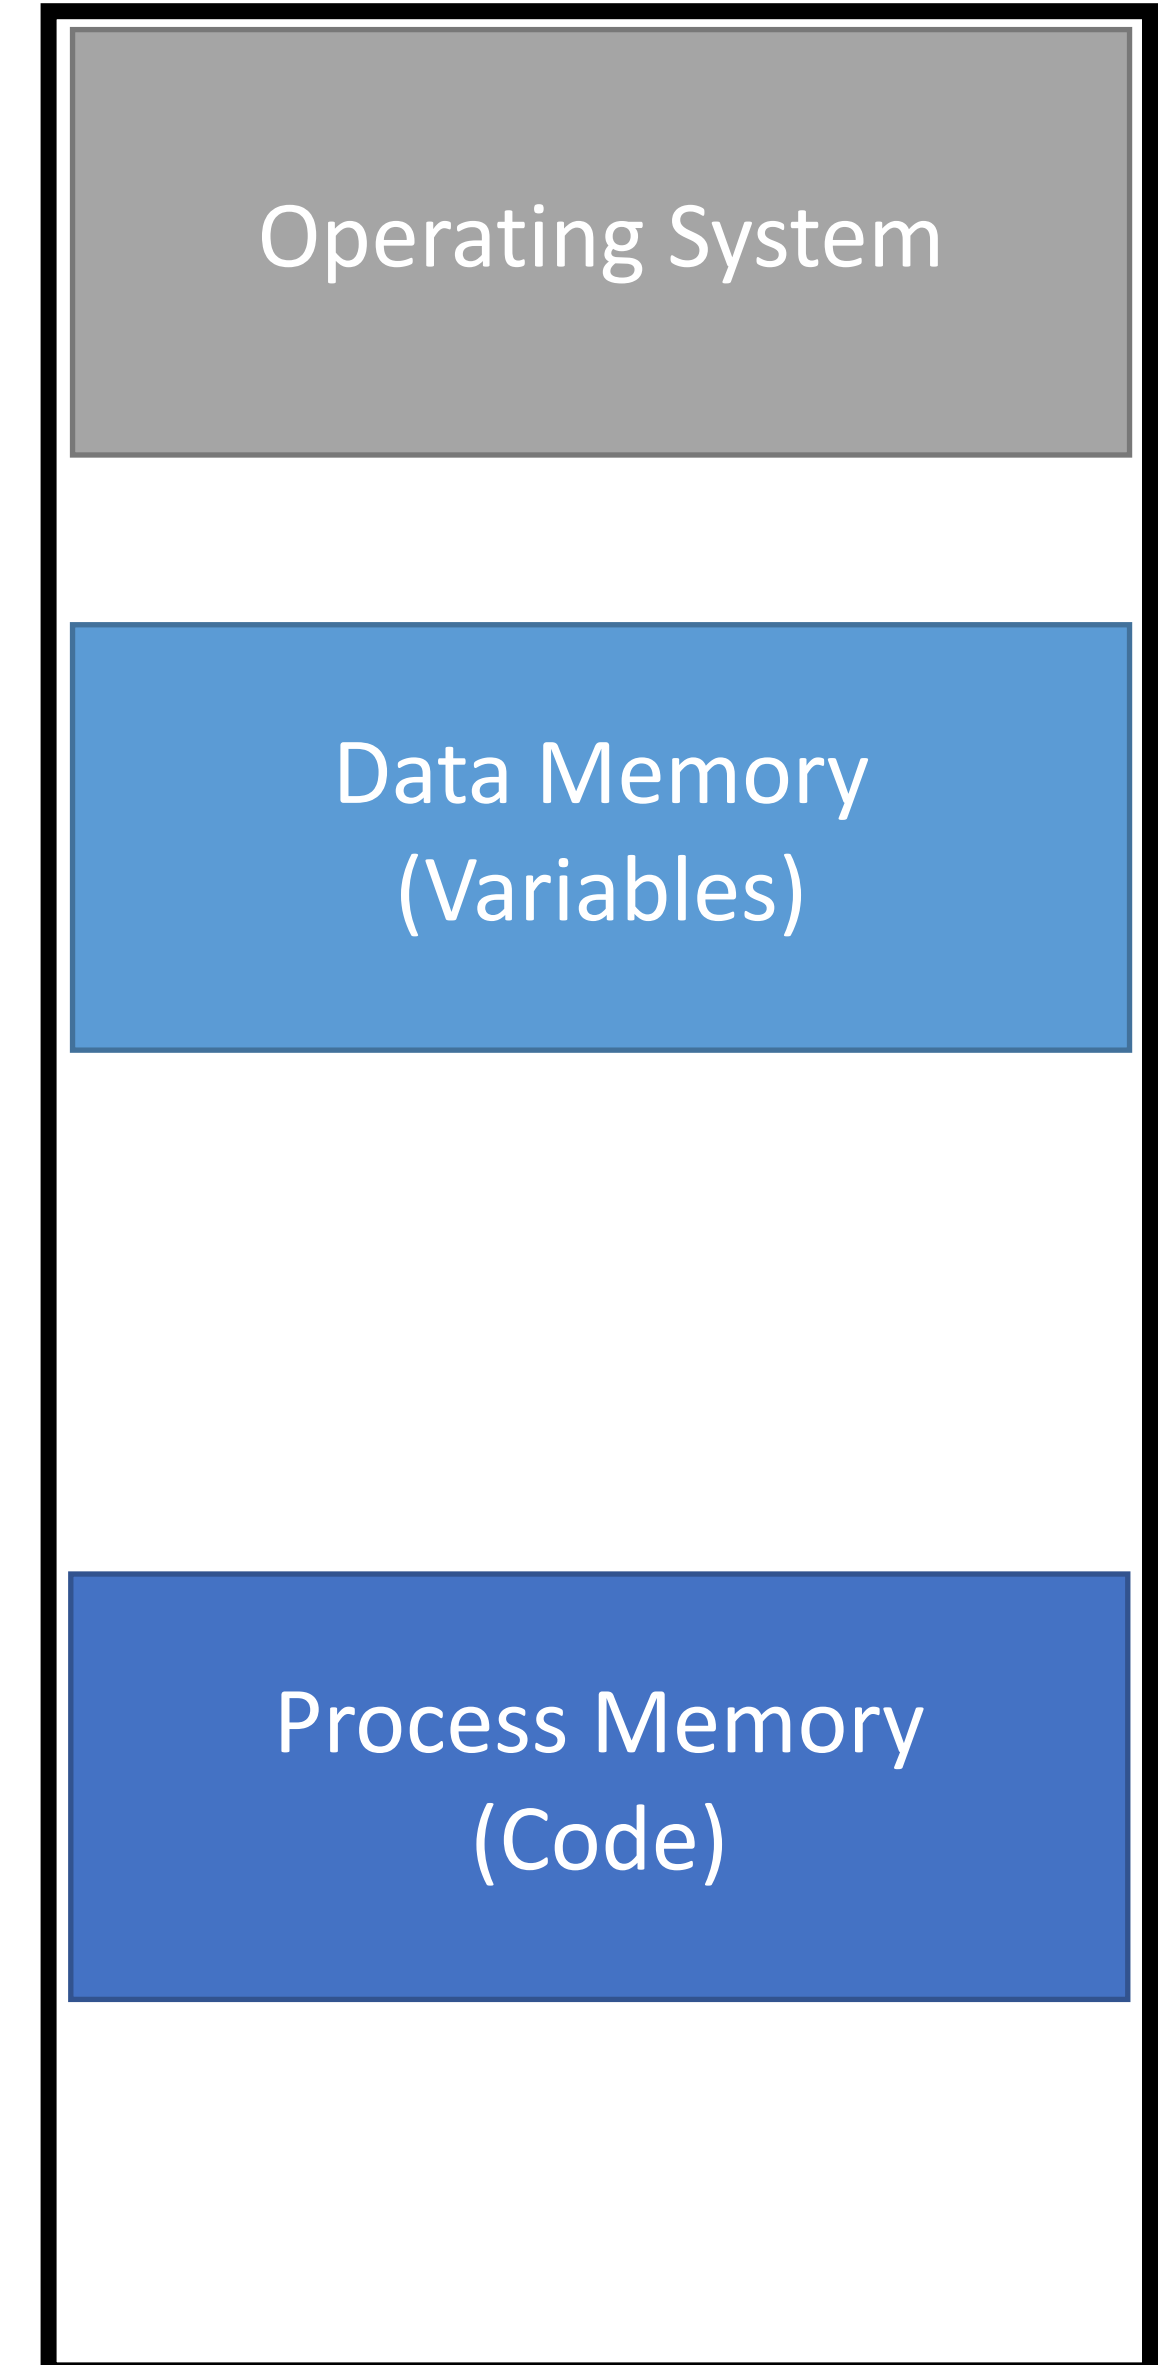 Operating System
Data Memory
(Variables)
Process Memory
(Code)